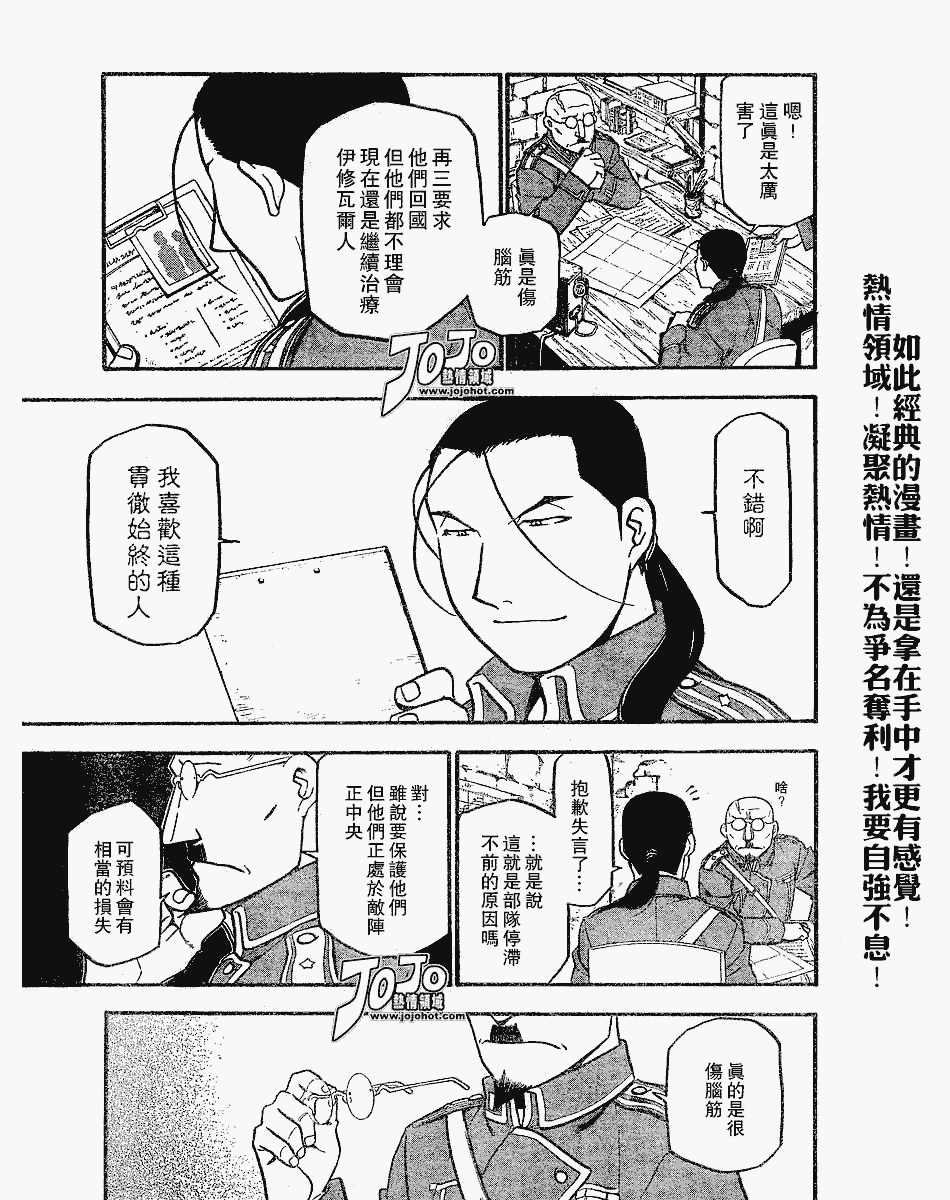 嗯！
這真是太厲
害了
真是傷
腦筋
再三要求
他們回國
但他們都不理會
現在還是繼續治療
伊修瓦爾人
JOJO
熱情領域
www.jojohot.com
不錯啊
我喜歡這種
貫徹始終的人
啥？
抱歉失言了…
…就是說
這就是部隊停滯
不前的原因嗎
對…
雖說要保護他們
但他們正處於敵陣
正中央
可預料會有
相當的損失
JOJO
熱情領域
www.jojohot.com
真的是很
傷腦筋
如此經典的漫畫！還是拿在手中才更有感覺！
熱情領域！凝聚熱情！不為爭名奪利！我要自強不息！